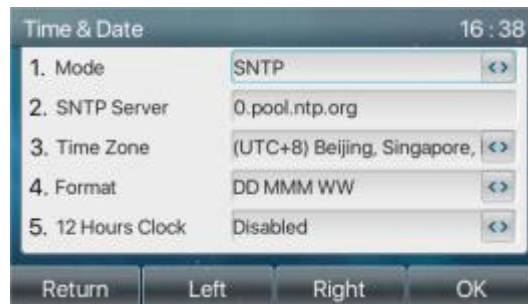 Time & Date 16 : 38
1. Mode SNTP
2. SNTP Server 0.pool.ntp.org
3. Time Zone (UTC+8) Beijing, Singapore,
4. Format DD MMM WW
5. 12 Hours Clock Disabled
Return Left Right OK